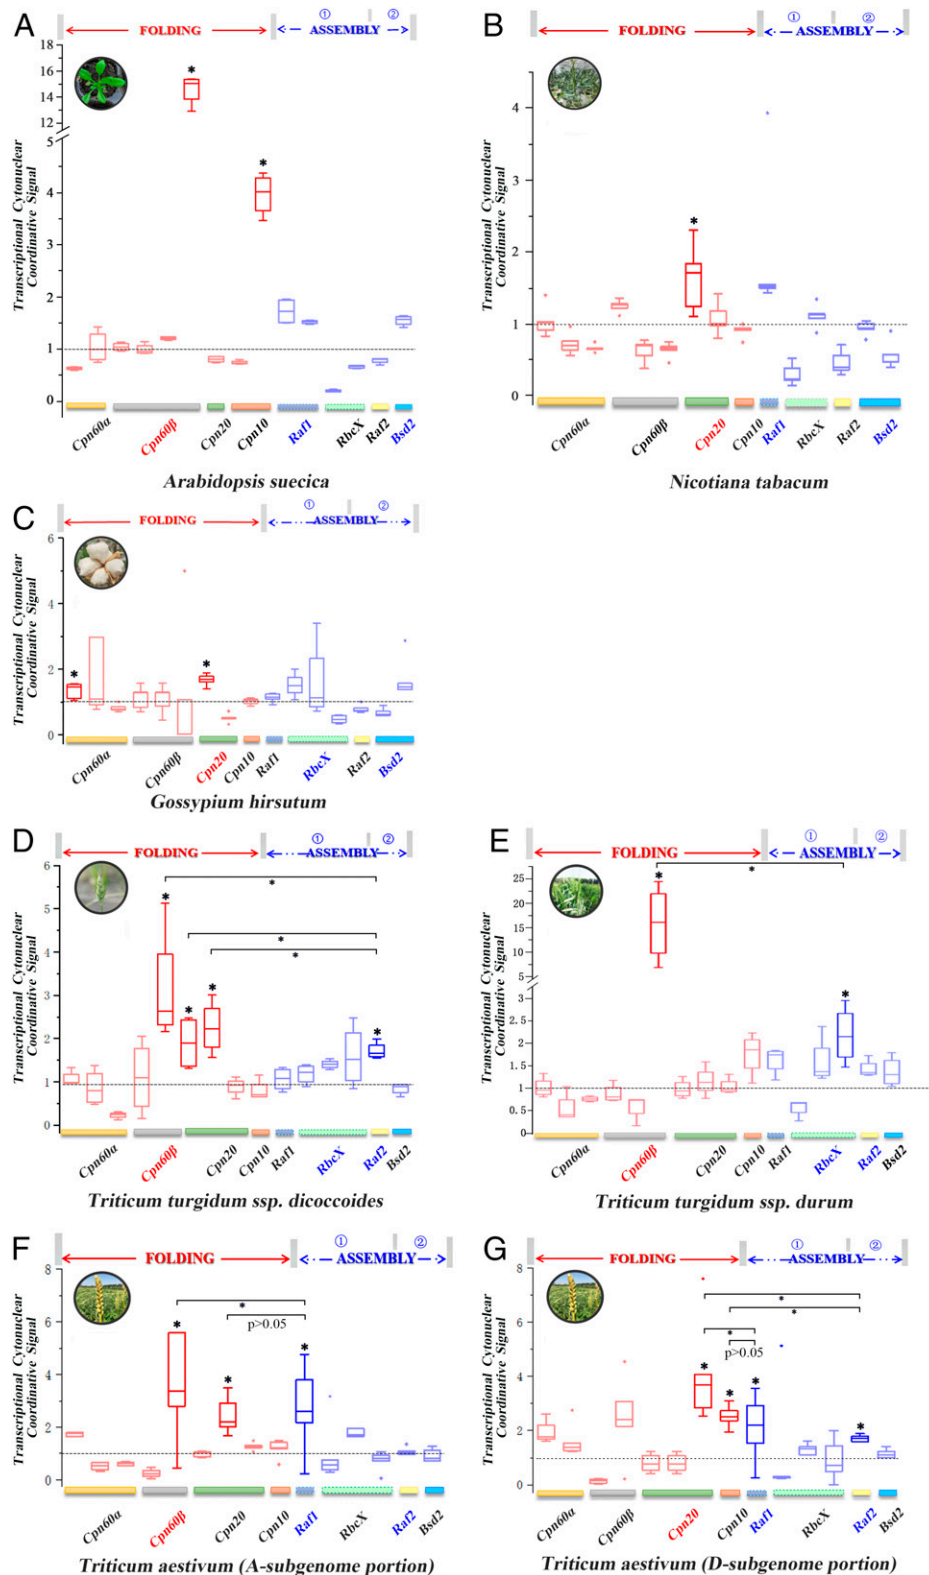 A
FOLDING
①
ASSEMBLY
②
Transcriptional Cytonuclear
Coordinative Signal
18
16
14
12
5
4
2
1
0
*
*
Cpn60α
Cpn60β
Cpn20
Cpn10
Raf1
RbcX
Raf2
Bsd2
Arabidopsis suecica
B
FOLDING
①
ASSEMBLY
②
Transcriptional Cytonuclear
Coordinative Signal
4
3
2
1
0
*
Cpn60α
Cpn60β
Cpn20
Cpn10
Raf1
RbcX
Raf2
Bsd2
Nicotiana tabacum
C
FOLDING
①
ASSEMBLY
②
Transcriptional Cytonuclear
Coordinative Signal
6
4
2
1
0
*
*
Cpn60α
Cpn60β
Cpn20
Cpn10
Raf1
RbcX
Raf2
Bsd2
Gossypium hirsutum
D
FOLDING
①
ASSEMBLY
②
Transcriptional Cytonuclear
Coordinative Signal
6
5
4
3
2
1
0
*
*
*
*
*
*
*
Cpn60α
Cpn60β
Cpn20
Cpn10
Raf1
RbcX
Raf2
Bsd2
Triticum turgidum ssp. dicoccoides
E
FOLDING
①
ASSEMBLY
②
Transcriptional Cytonuclear
Coordinative Signal
25
20
15
10
5
3
2.5
2
1.5
1
0.5
0
*
*
*
Cpn60α
Cpn60β
Cpn20
Cpn10
Raf1
RbcX
Raf2
Bsd2
Triticum turgidum ssp. durum
F
FOLDING
①
ASSEMBLY
②
Transcriptional Cytonuclear
Coordinative Signal
8
6
4
2
1
0
*
p>0.05
*
*
*
Cpn60α
Cpn60β
Cpn20
Cpn10
Raf1
RbcX
Raf2
Bsd2
Triticum aestivum (A-subgenome portion)
G
FOLDING
①
ASSEMBLY
②
Transcriptional Cytonuclear
Coordinative Signal
8
6
4
2
1
0
*
*
*
p>0.05
*
*
*
*
Cpn60α
Cpn60β
Cpn20
Cpn10
Raf1
RbcX
Raf2
Bsd2
Triticum aestivum (D-subgenome portion)